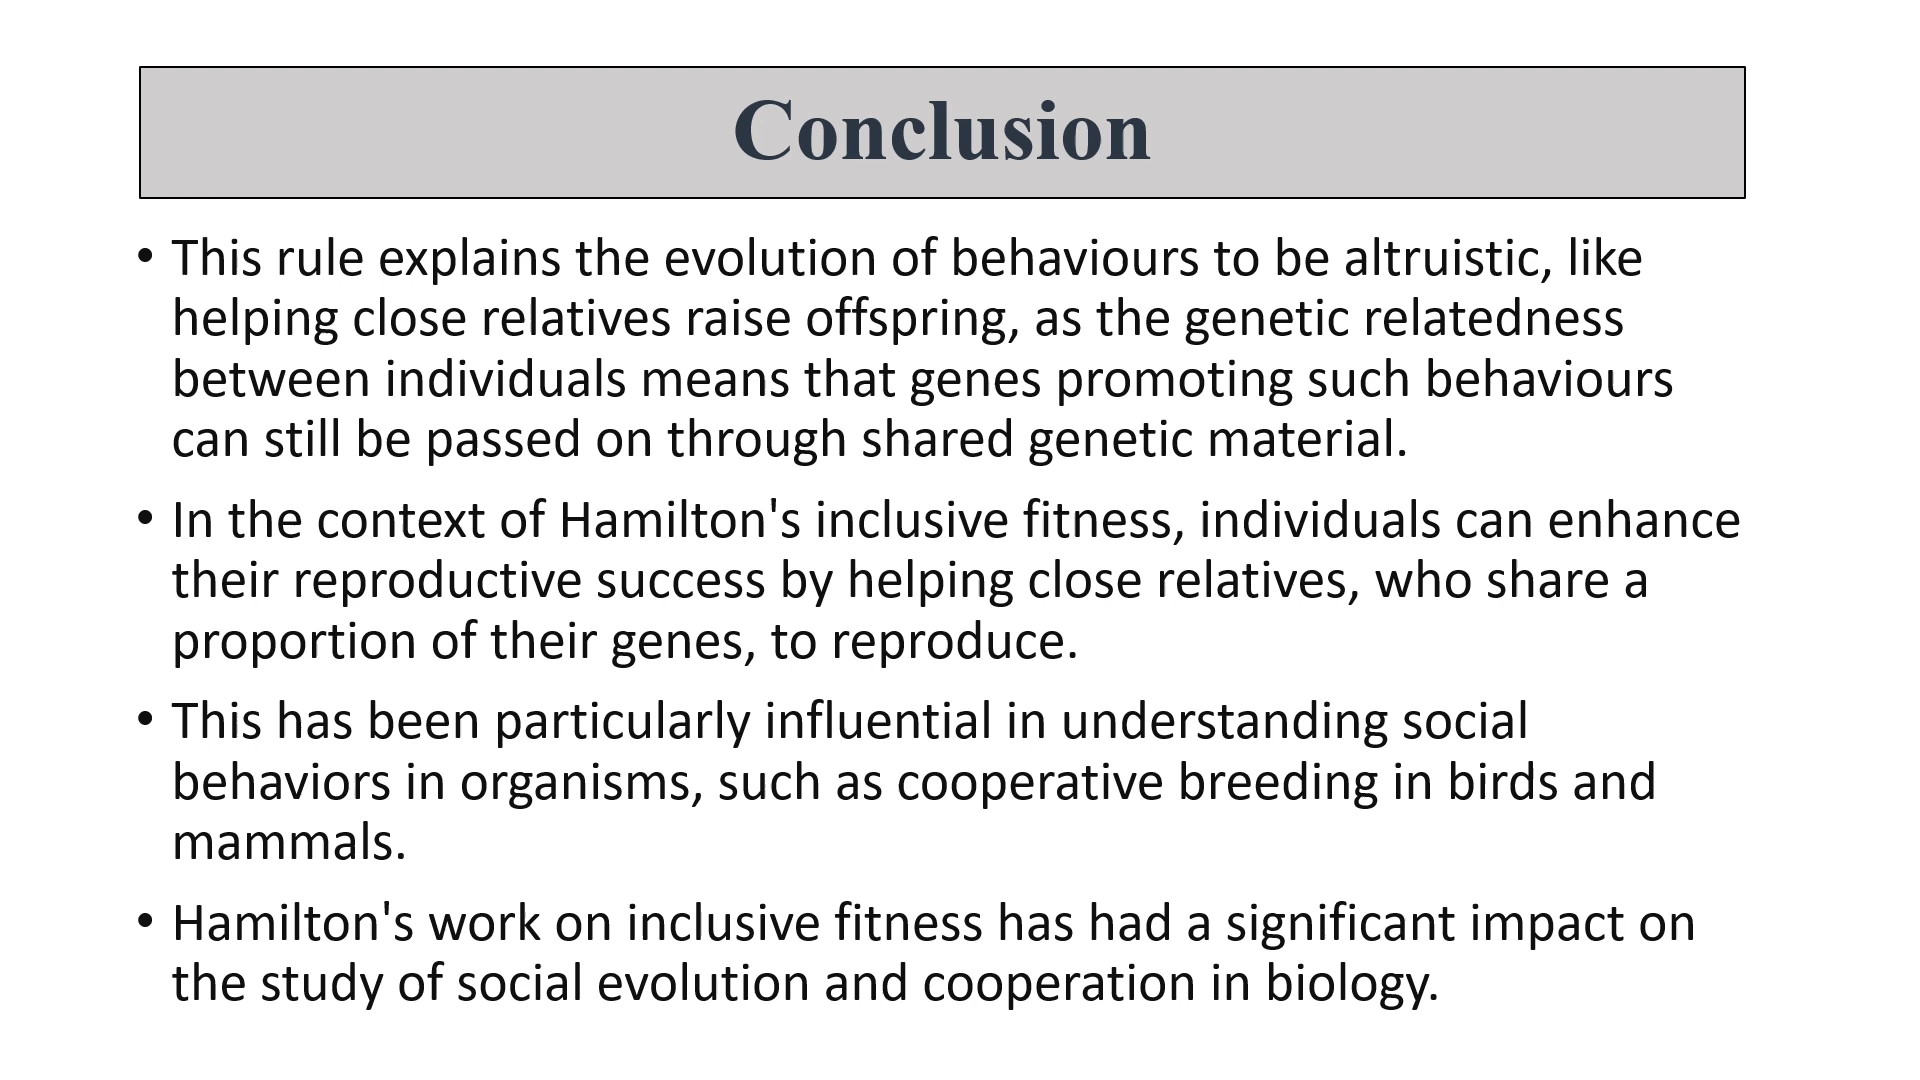 Conclusion
• This rule explains the evolution of behaviours to be altruistic, like
helping close relatives raise offspring, as the genetic relatedness
between individuals means that genes promoting such behaviours
can still be passed on through shared genetic material.
• In the context of Hamilton's inclusive fitness, individuals can enhance
their reproductive success by helping close relatives, who share a
proportion of their genes, to reproduce.
• This has been particularly influential in understanding social
behaviors in organisms, such as cooperative breeding in birds and
mammals.
• Hamilton's work on inclusive fitness has had a significant impact on
the study of social evolution and cooperation in biology.